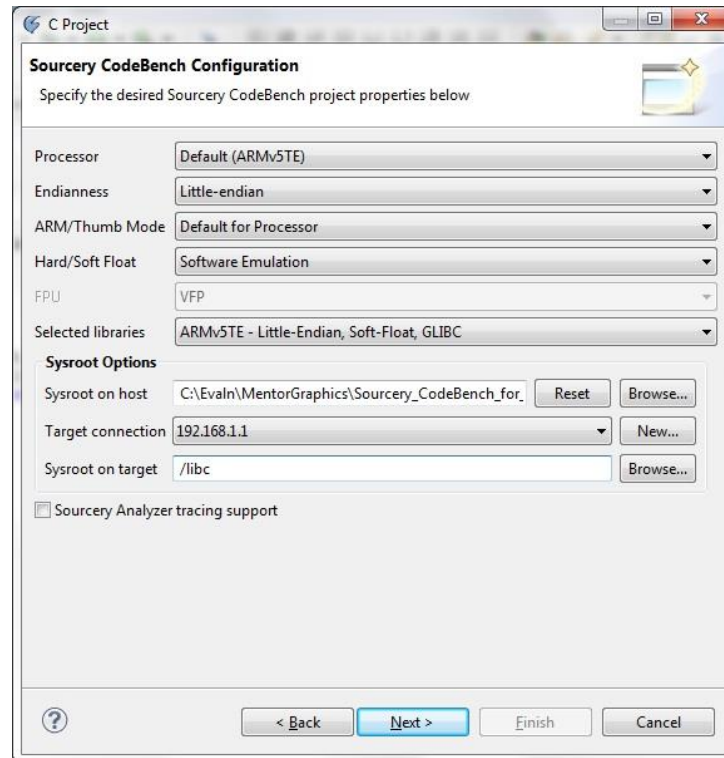 C Project
Sourcery CodeBench Configuration
Specify the desired Sourcery CodeBench project properties below
Processor Default (ARMv5TE)
Endianness Little-endian
ARM/Thumb Mode Default for Processor
Hard/Soft Float Software Emulation
FPU VFP
Selected libraries ARMv5TE - Little-Endian, Soft-Float, GLIBC
Sysroot Options
Sysroot on host C:\Evaln\MentorGraphics\Sourcery_CodeBench_for_ Reset Browse...
Target connection 192.168.1.1 New...
Sysroot on target /libc Browse...
Sourcery Analyzer tracing support
? < Back Next > Finish Cancel